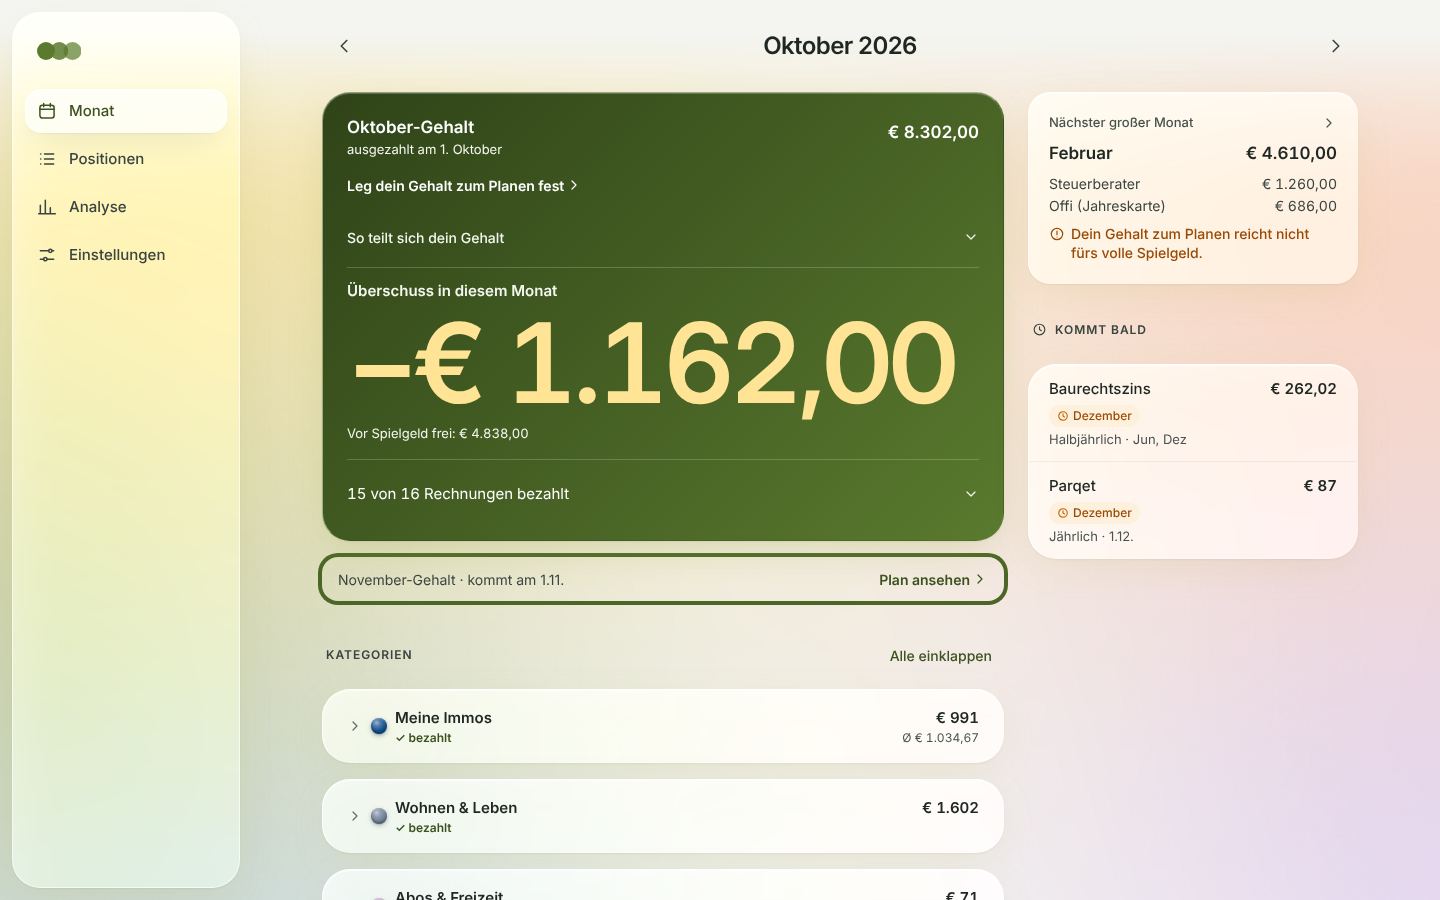 Monat
Positionen
Analyse
Einstellungen
Oktober 2026
Oktober-Gehalt
€ 8.302,00
ausgezahlt am 1. Oktober
Leg dein Gehalt zum Planen fest
So teilt sich dein Gehalt
Überschuss in diesem Monat
–€ 1.162,00
Vor Spielgeld frei: € 4.838,00
15 von 16 Rechnungen bezahlt
November-Gehalt · kommt am 1.11.
Plan ansehen
KATEGORIEN
Alle einklappen
Meine Immos
€ 991
✓ bezahlt
Ø € 1.034,67
Wohnen & Leben
€ 1.602
✓ bezahlt
Abos & Freizeit
€ 71
Nächster großer Monat
Februar
€ 4.610,00
Steuerberater
€ 1.260,00
Offi (Jahreskarte)
€ 686,00
Dein Gehalt zum Planen reicht nicht
fürs volle Spielgeld.
KOMMT BALD
Baurechtszins
€ 262,02
Dezember
Halbjährlich · Jun, Dez
Parqet
€ 87
Dezember
Jährlich · 1.12.